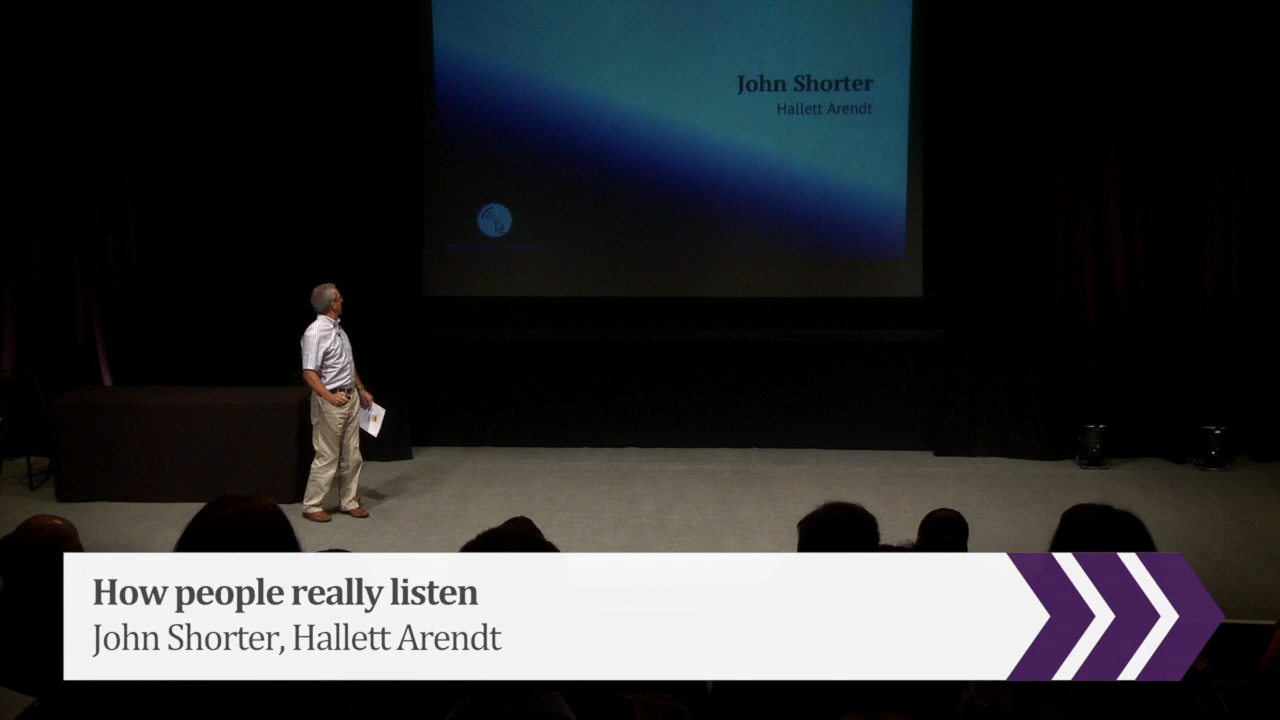 John Shorter
Hallett Arendt
How people really listen
John Shorter, Hallett Arendt